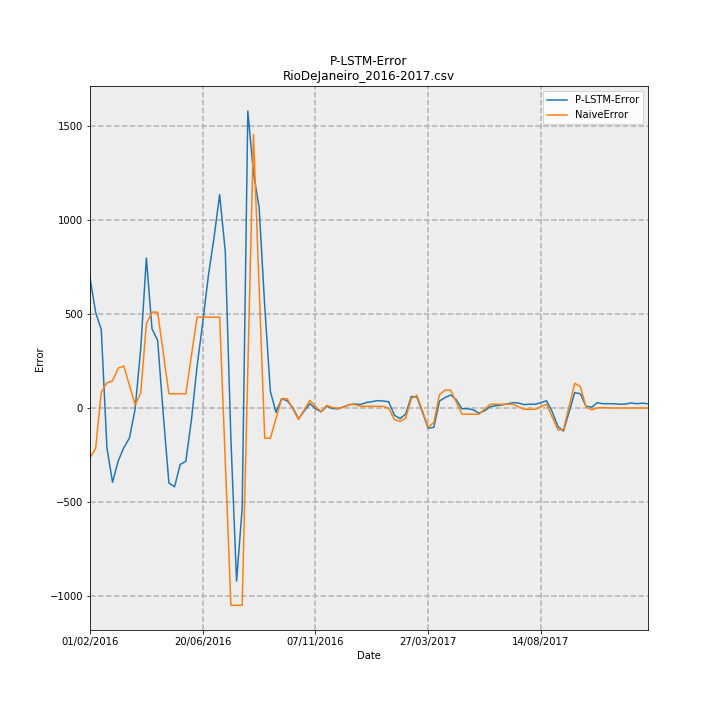 P-LSTM-Error
RioDeJaneiro_2016-2017.csv
P-LSTM-Error
NaiveError
1500
1000
500
0
−500
−1000
Error
01/02/2016 20/06/2016 07/11/2016 27/03/2017 14/08/2017
Date